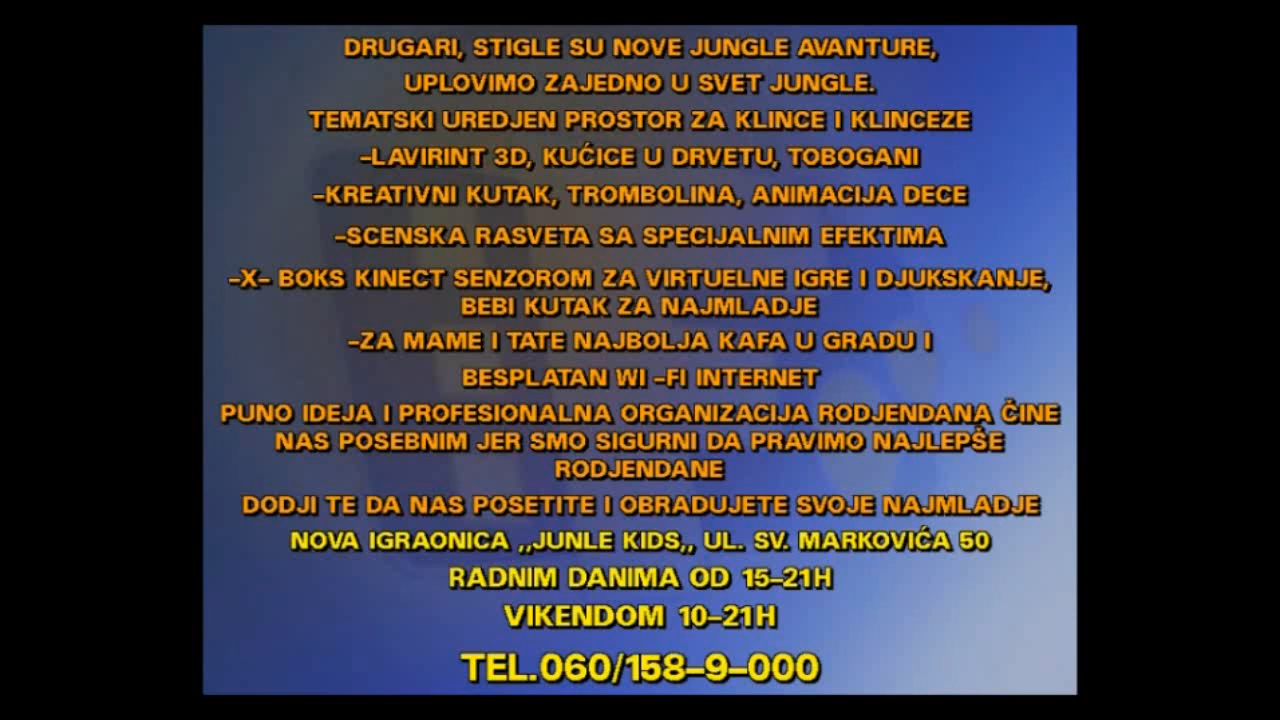 DRUGARI, STIGLE SU NOVE JUNGLE AVANTURE,
UPLOVIMO ZAJEDNO U SVET JUNGLE.
TEMATSKI UREDJEN PROSTOR ZA KLINCE I KLINCEZE
-LAVIRINT 3D, KUĆICE U DRVETU, TOBOGANI
-KREATIVNI KUTAK, TROMBOLINA, ANIMACIJA DECE
-SCENSKA RASVETA SA SPECIJALNIM EFEKTIMA
-X- BOKS KINECT SENZOROM ZA VIRTUELNE IGRE I DJUKSKANJE,
BEBI KUTAK ZA NAJMLADJE
-ZA MAME I TATE NAJBOLJA KAFA U GRADU I
BESPLATAN WI -FI INTERNET
PUNO IDEJA I PROFESIONALNA ORGANIZACIJA RODJENDANA ČINE
NAS POSEBNIM JER SMO SIGURNI DA PRAVIMO NAJLEPŠE
RODJENDANE
DODJI TE DA NAS POSETITE I OBRADUJETE SVOJE NAJMLADJE
NOVA IGRAONICA ,,JUNLE KIDS,, UL. SV. MARKOVIĆA 50
RADNIM DANIMA OD 15-21H
VIKENDOM 10-21H
TEL.060/158-9-000